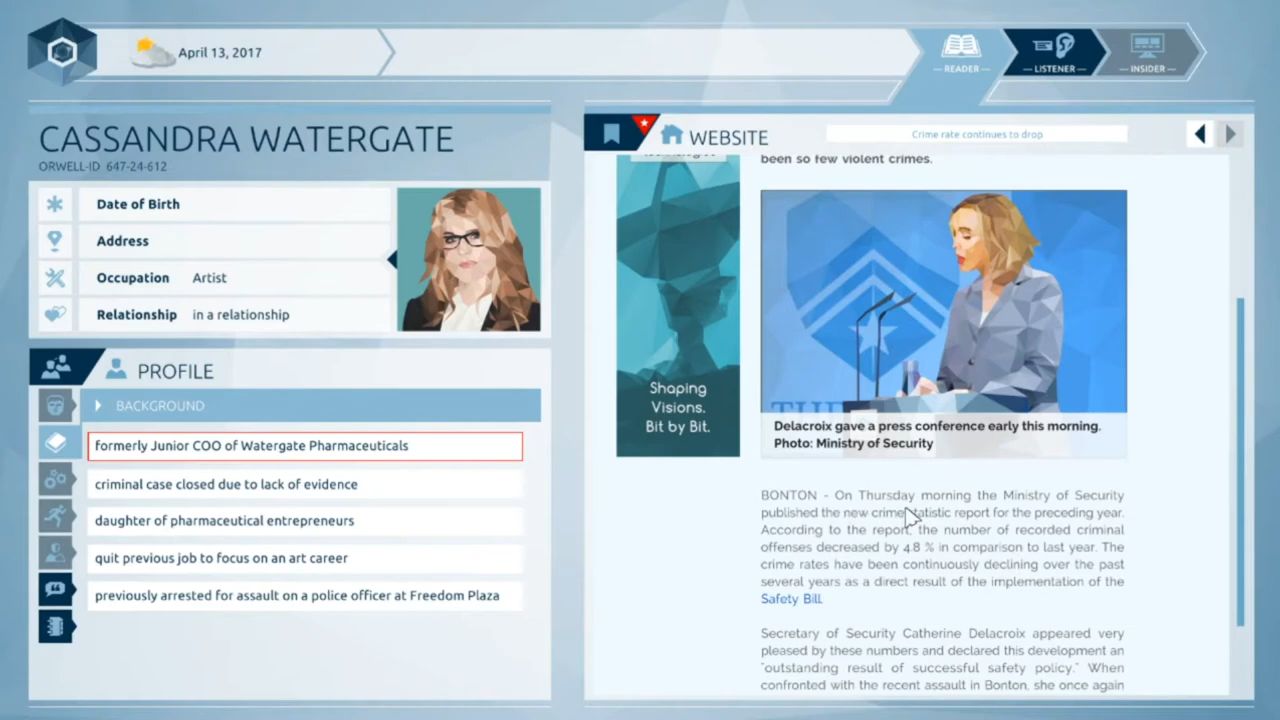 April 13, 2017
READER
LISTENER
INSIDER
CASSANDRA WATERGATE
ORWELL-ID 647-24-612
Date of Birth
Address
Occupation Artist
Relationship in a relationship
PROFILE
BACKGROUND
formerly Junior COO of Watergate Pharmaceuticals
criminal case closed due to lack of evidence
daughter of pharmaceutical entrepreneurs
quit previous job to focus on an art career
previously arrested for assault on a police officer at Freedom Plaza
WEBSITE
Crime rate continues to drop
been so few violent crimes.
Shaping
Visions.
Bit by Bit.
THE
Delacroix gave a press conference early this morning.
Photo: Ministry of Security
BONTON - On Thursday morning the Ministry of Security
published the new crime statistic report for the preceding year.
According to the report, the number of recorded criminal
offenses decreased by 4.8 % in comparison to last year. The
crime rates have been continuously declining over the past
several years as a direct result of the implementation of the
Safety Bill.
Secretary of Security Catherine Delacroix appeared very
pleased by these numbers and declared this development an
"outstanding result of successful safety policy." When
confronted with the recent assault in Bonton, she once again